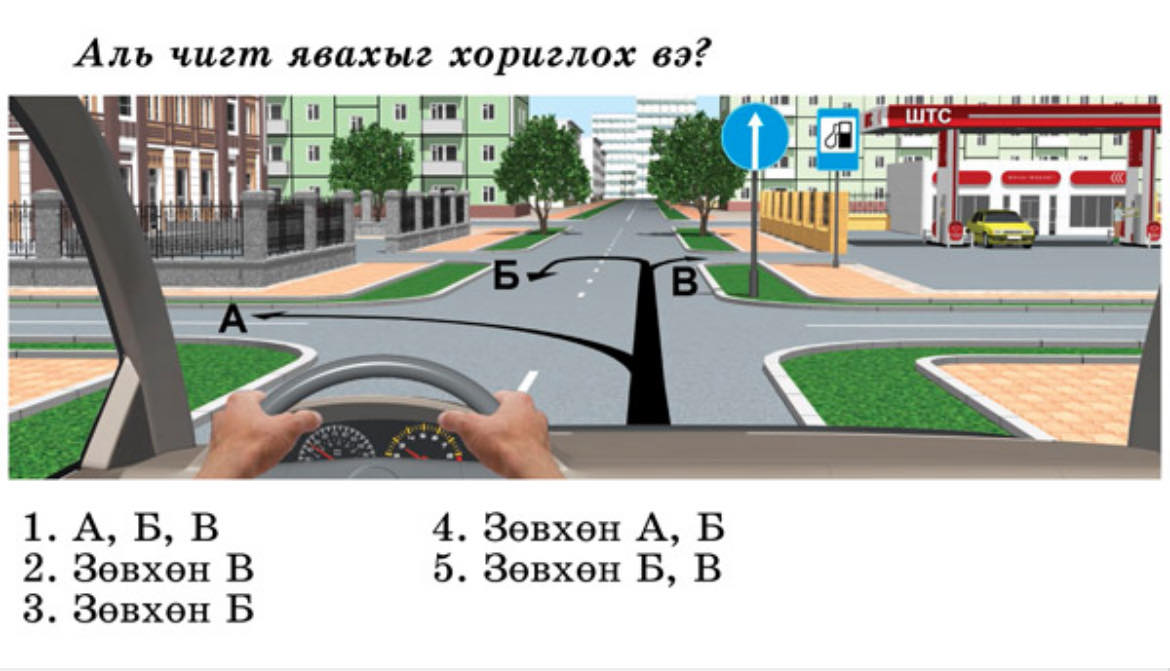 Аль чигт явахыг хориглох вэ?
ШТС
Б
В
А
1. А, Б, В
2. Зөвхөн В
3. Зөвхөн Б
4. Зөвхөн А, Б
5. Зөвхөн Б, В